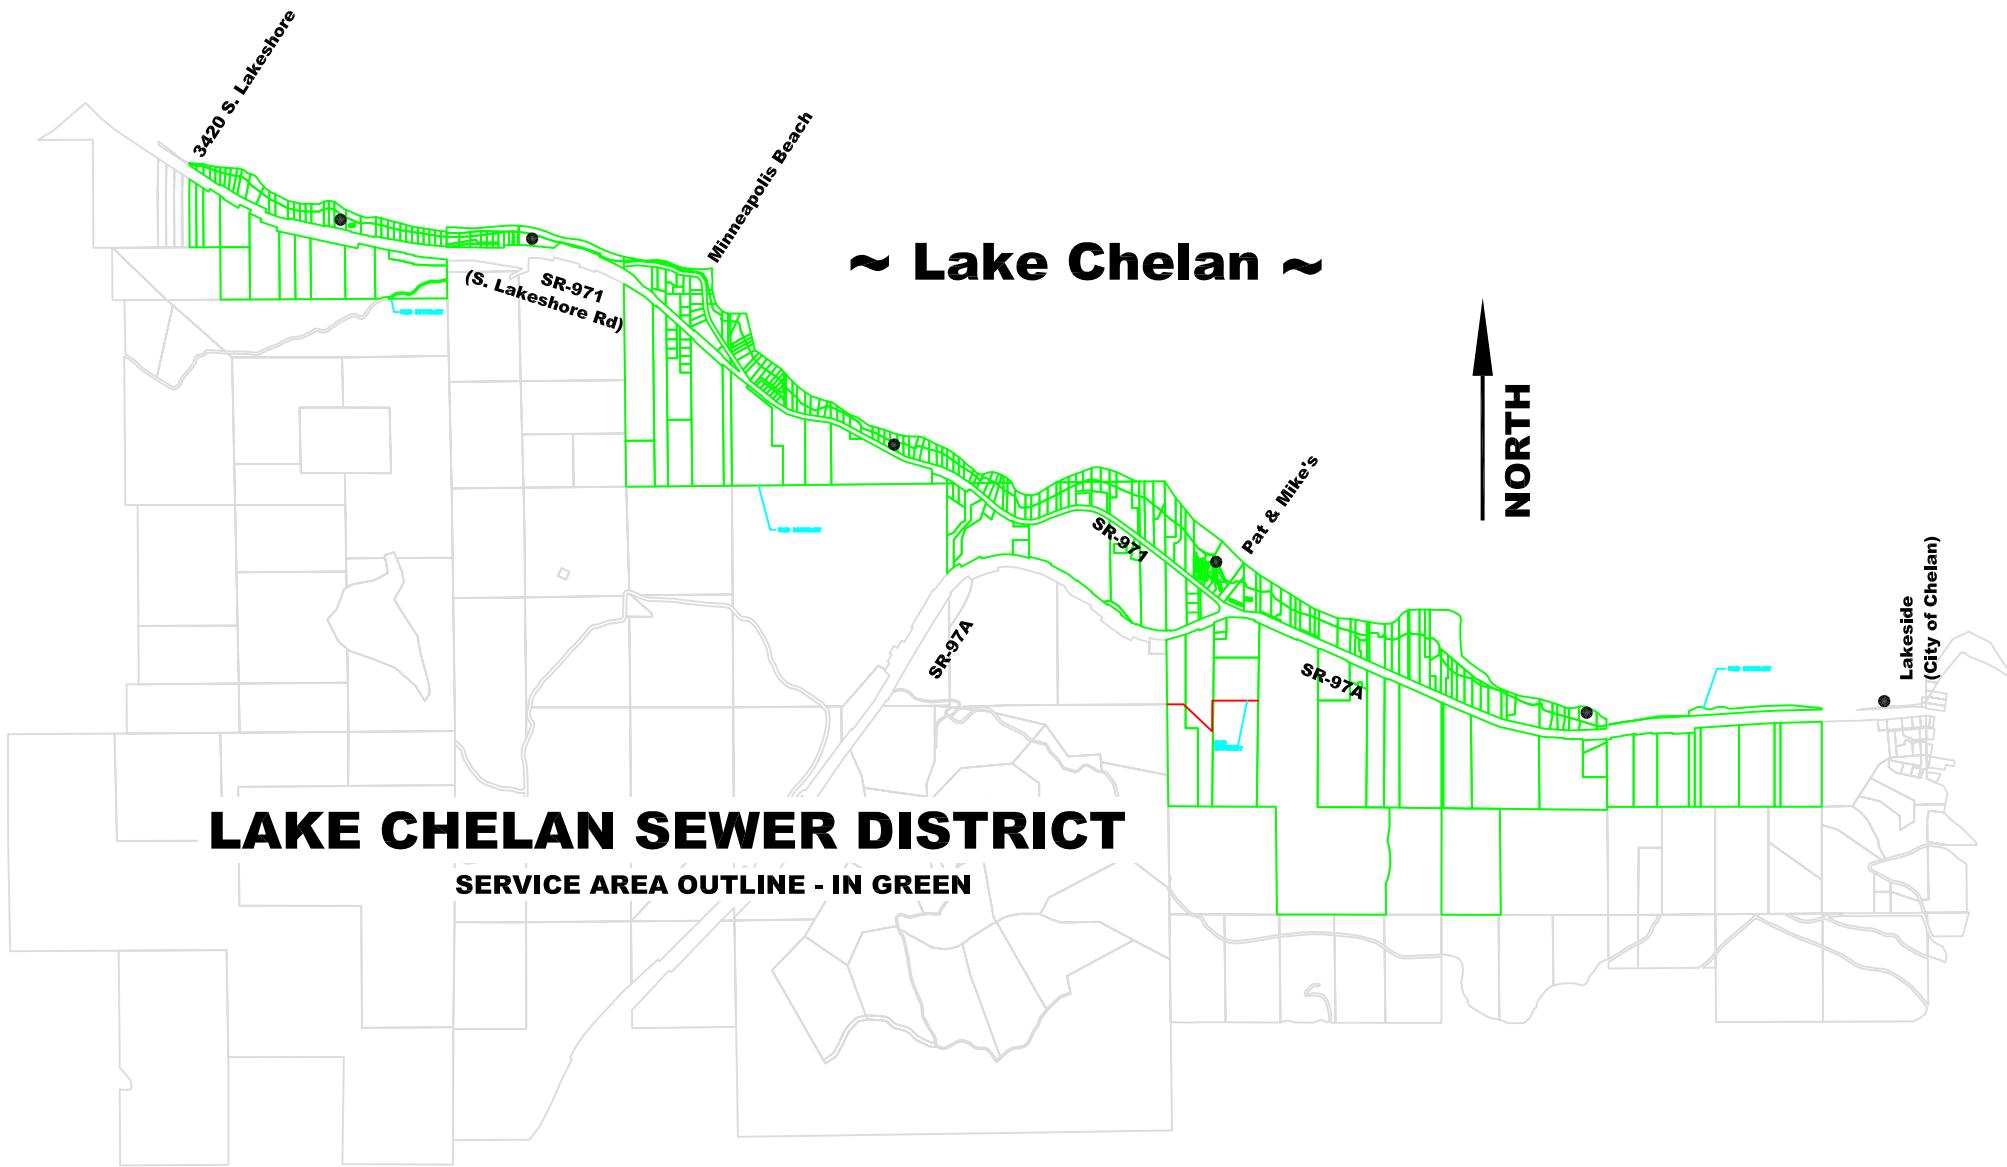 3420 S. Lakeshore
Minneapolis Beach
~ Lake Chelan ~
SR-971
(S. Lakeshore Rd)
NORTH
Pat & Mike's
SR-971
Lakeside
(City of Chelan)
SR-97A
SR-97A
LAKE CHELAN SEWER DISTRICT
SERVICE AREA OUTLINE - IN GREEN